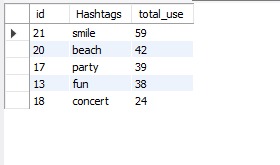 id Hashtags total_use
21 smile 59
20 beach 42
17 party 39
13 fun 38
18 concert 24